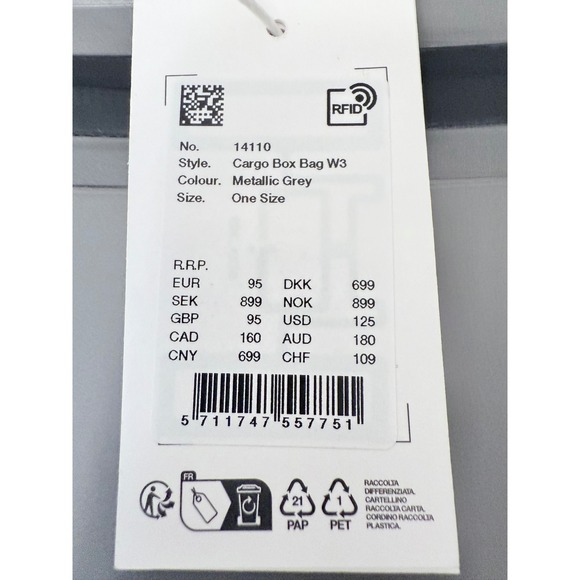 RFID
No. 14110
Style. Cargo Box Bag W3
Colour. Metallic Grey
Size. One Size
R.R.P.
EUR 95 DKK 699
SEK 899 NOK 899
GBP 95 USD 125
CAD 160 AUD 180
CNY 699 CHF 109
5 711747 557751
FR
21
PAP
1
PET
RACCOLTA
DIFFERENZIATA.
CARTELLINO
RACCOLTA CARTA,
CORDINO RACCOLTA
PLASTICA.